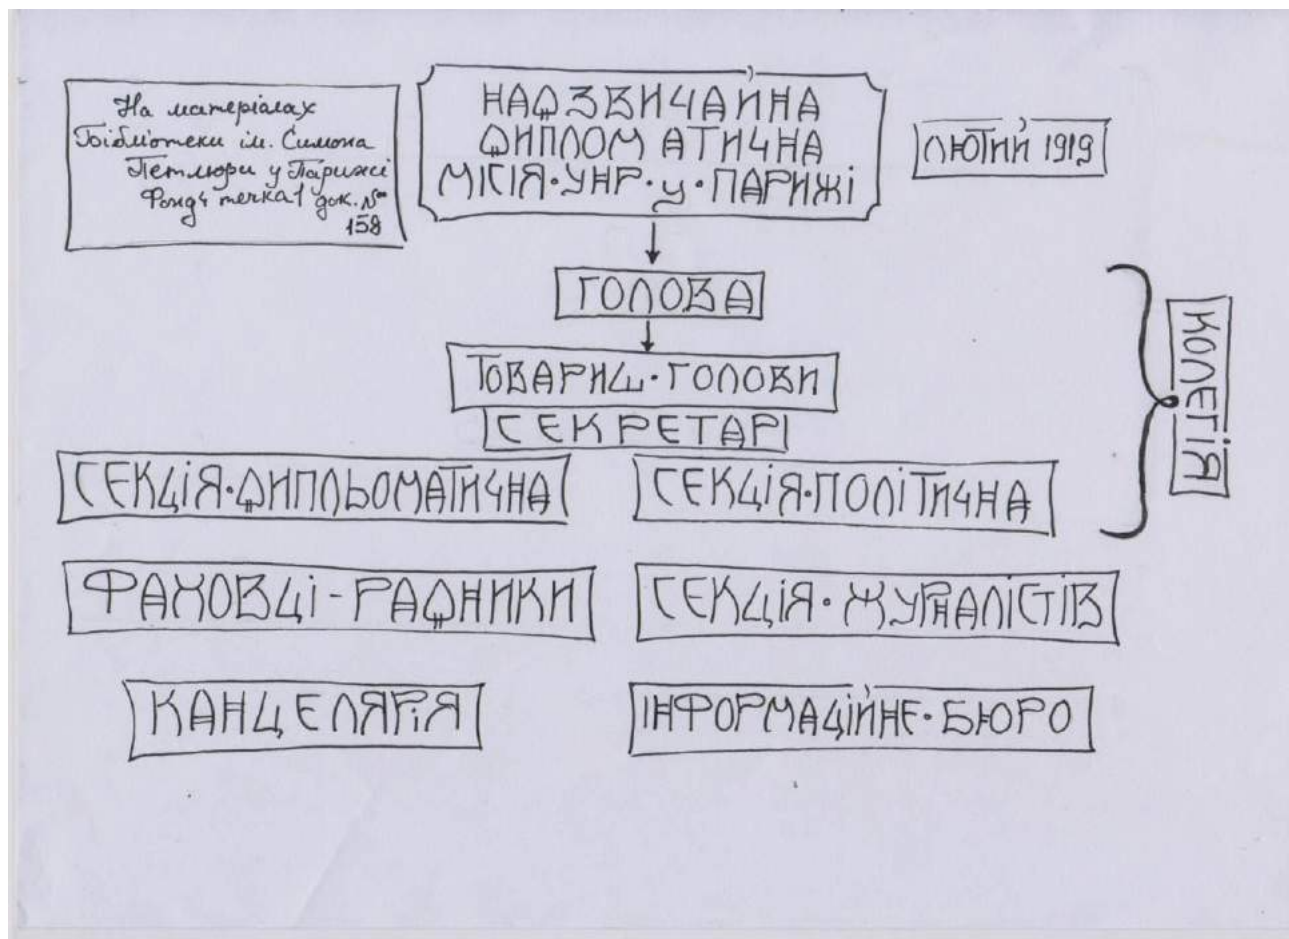 На матеріалах
Бібліотеки ім. Симона
Петлюри у Парижі
Фонд 4 течка 1 док. №
158
НАДЗВИЧАЙНА
ДИПЛОМАТИЧНА
МІСІЯ·УНР·у·ПАРИЖІ
ЛЮТИЙ 1919
ГОЛОВА
ТОВАРИШ·ГОЛОВИ
СЕКРЕТАРІ
СЕКЦІЯ·ДИПЛЬОМАТИЧНА
СЕКЦІЯ·ПОЛІТИЧНА
КОЛЕГІЯ
ФАХОВЦІ-РАДНИКИ
СЕКЦІЯ·ЖУРНАЛІСТІВ
КАНЦЕЛЯРІЯ
ІНФОРМАЦІЙНЕ·БЮРО